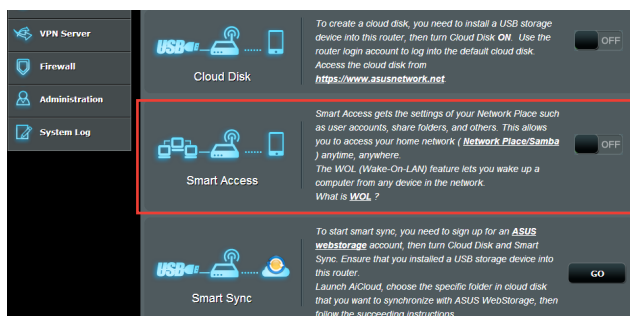 VPN Server
Firewall
Administration
System Log
USB
Cloud Disk
To create a cloud disk, you need to install a USB storage
device into this router, then turn Cloud Disk ON. Use the
router login account to log into the default cloud disk.
Access the cloud disk from
https://www.asusnetwork.net.
OFF
Smart Access
Smart Access gets the settings of your Network Place such
as user accounts, share folders, and others. This allows
you to access your home network ( Network Place/Samba
) anytime, anywhere.
The WOL (Wake-On-LAN) feature lets you wake up a
computer from any device in the network.
What is WOL ?
OFF
USB
Smart Sync
To start smart sync, you need to sign up for an ASUS
webstorage account, then turn Cloud Disk and Smart
Sync. Ensure that you installed a USB storage device into
this router.
Launch AiCloud, choose the specific folder in cloud disk
that you want to synchronize with ASUS WebStorage, then
follow the succeeding instructions.
GO